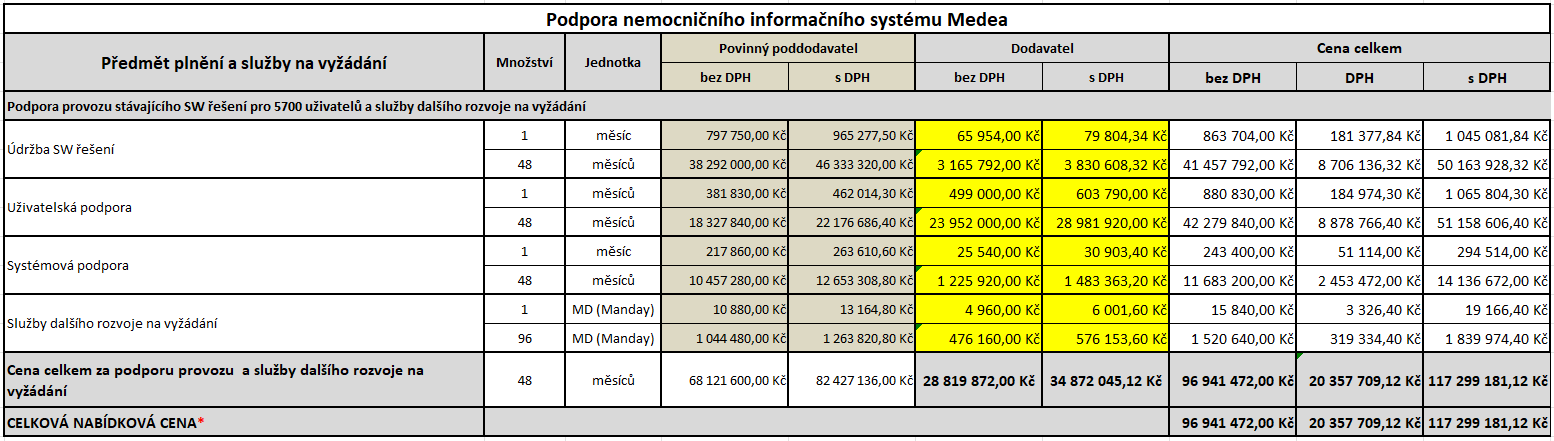 Podpora nemocničního informačního systému Medea
Předmět plnění a služby na vyžádání Množství Jednotka Povinný poddodavatel Dodavatel Cena celkem
bez DPH s DPH bez DPH s DPH bez DPH DPH s DPH
Podpora provozu stávajícího SW řešení pro 5700 uživatelů a služby dalšího rozvoje na vyžádání
Údržba SW řešení
1 měsíc 797 750,00 Kč 965 277,50 Kč 65 954,00 Kč 79 804,34 Kč 863 704,00 Kč 181 377,84 Kč 1 045 081,84 Kč
48 měsíců 38 292 000,00 Kč 46 333 320,00 Kč 3 165 792,00 Kč 3 830 608,32 Kč 41 457 792,00 Kč 8 706 136,32 Kč 50 163 928,32 Kč
Uživatelská podpora
1 měsíců 381 830,00 Kč 462 014,30 Kč 499 000,00 Kč 603 790,00 Kč 880 830,00 Kč 184 974,30 Kč 1 065 804,30 Kč
48 měsíců 18 327 840,00 Kč 22 176 686,40 Kč 23 952 000,00 Kč 28 981 920,00 Kč 42 279 840,00 Kč 8 878 766,40 Kč 51 158 606,40 Kč
Systémová podpora
1 měsíc 217 860,00 Kč 263 610,60 Kč 25 540,00 Kč 30 903,40 Kč 243 400,00 Kč 51 114,00 Kč 294 514,00 Kč
48 měsíců 10 457 280,00 Kč 12 653 308,80 Kč 1 225 920,00 Kč 1 483 363,20 Kč 11 683 200,00 Kč 2 453 472,00 Kč 14 136 672,00 Kč
Služby dalšího rozvoje na vyžádání
1 MD (Manday) 10 880,00 Kč 13 164,80 Kč 4 960,00 Kč 6 001,60 Kč 15 840,00 Kč 3 326,40 Kč 19 166,40 Kč
96 MD (Manday) 1 044 480,00 Kč 1 263 820,80 Kč 476 160,00 Kč 576 153,60 Kč 1 520 640,00 Kč 319 334,40 Kč 1 839 974,40 Kč
Cena celkem za podporu provozu a služby dalšího rozvoje na
vyžádání
48 měsíců 68 121 600,00 Kč 82 427 136,00 Kč 28 819 872,00 Kč 34 872 045,12 Kč 96 941 472,00 Kč 20 357 709,12 Kč 117 299 181,12 Kč
CELKOVÁ NABÍDKOVÁ CENA* 96 941 472,00 Kč 20 357 709,12 Kč 117 299 181,12 Kč